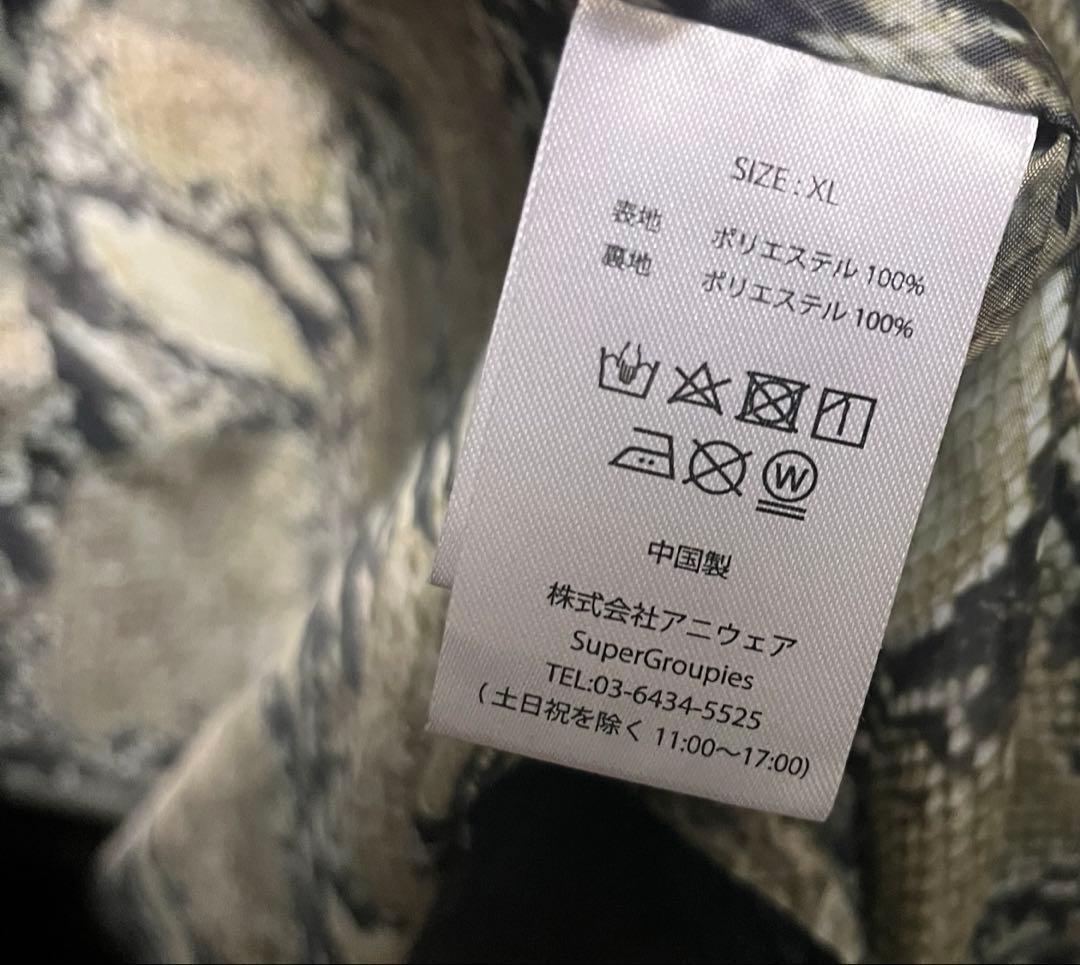 SIZE : XL
表地 ポリエステル 100%
裏地 ポリエステル 100%
W
中国製
株式会社アニウェア
SuperGroupies
TEL:03-6434-5525
( 土日祝を除く 11:00～17:00)